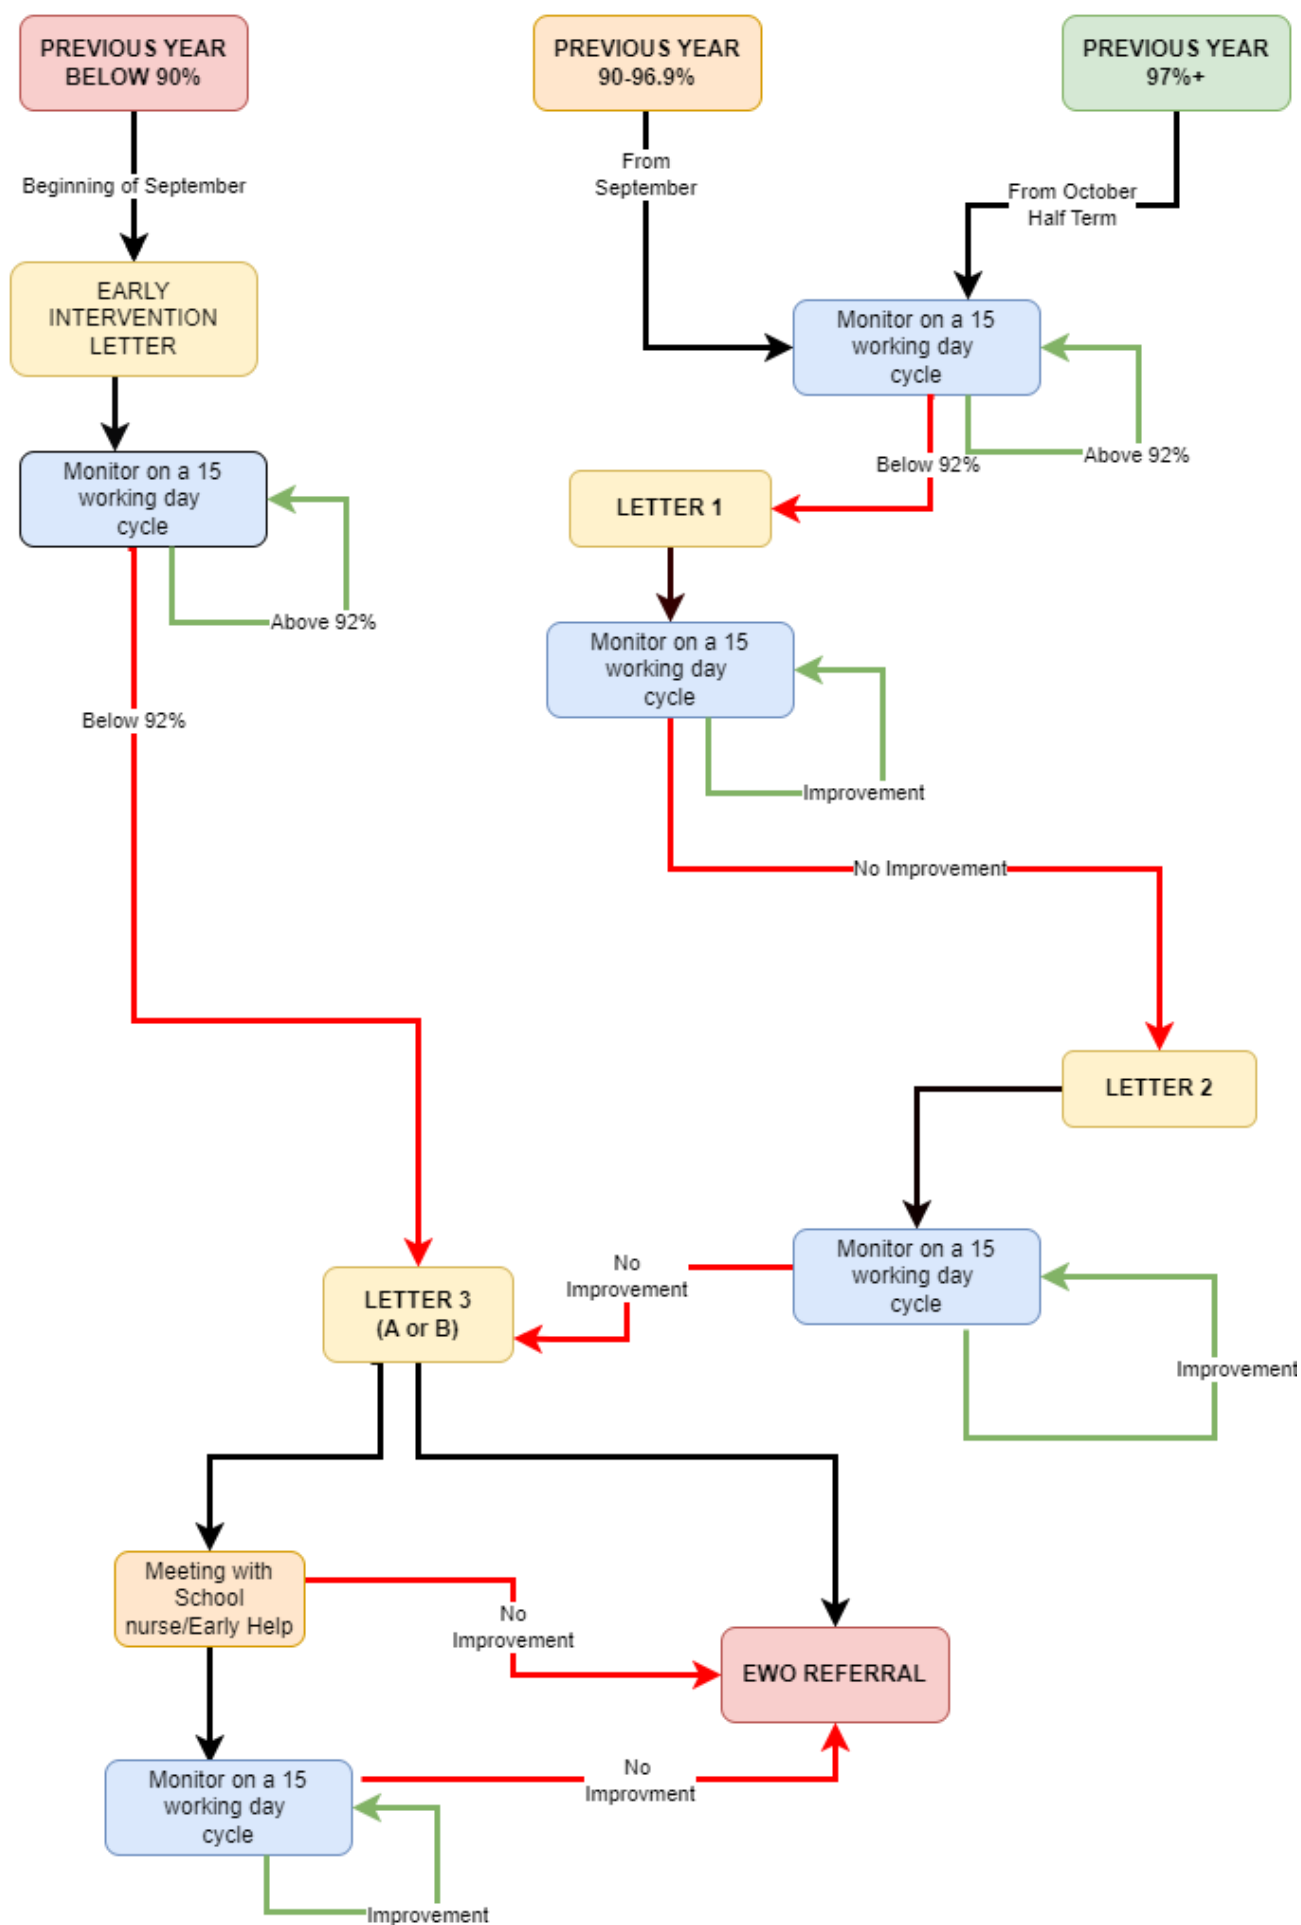 PREVIOUS YEAR
BELOW 90%
PREVIOUS YEAR
90-96.9%
PREVIOUS YEAR
97%+
Beginning of September
From
September
From October
Half Term
EARLY
INTERVENTION
LETTER
Monitor on a 15
working day
cycle
Above 92%
Below 92%
Monitor on a 15
working day
cycle
Below 92%
Above 92%
LETTER 1
Monitor on a 15
working day
cycle
Improvement
No Improvement
LETTER 2
Monitor on a 15
working day
cycle
Improvement
No
Improvement
LETTER 3
(A or B)
Meeting with
School
nurse/Early Help
No
Improvement
EWO REFERRAL
Monitor on a 15
working day
cycle
No
Improvment
Improvement